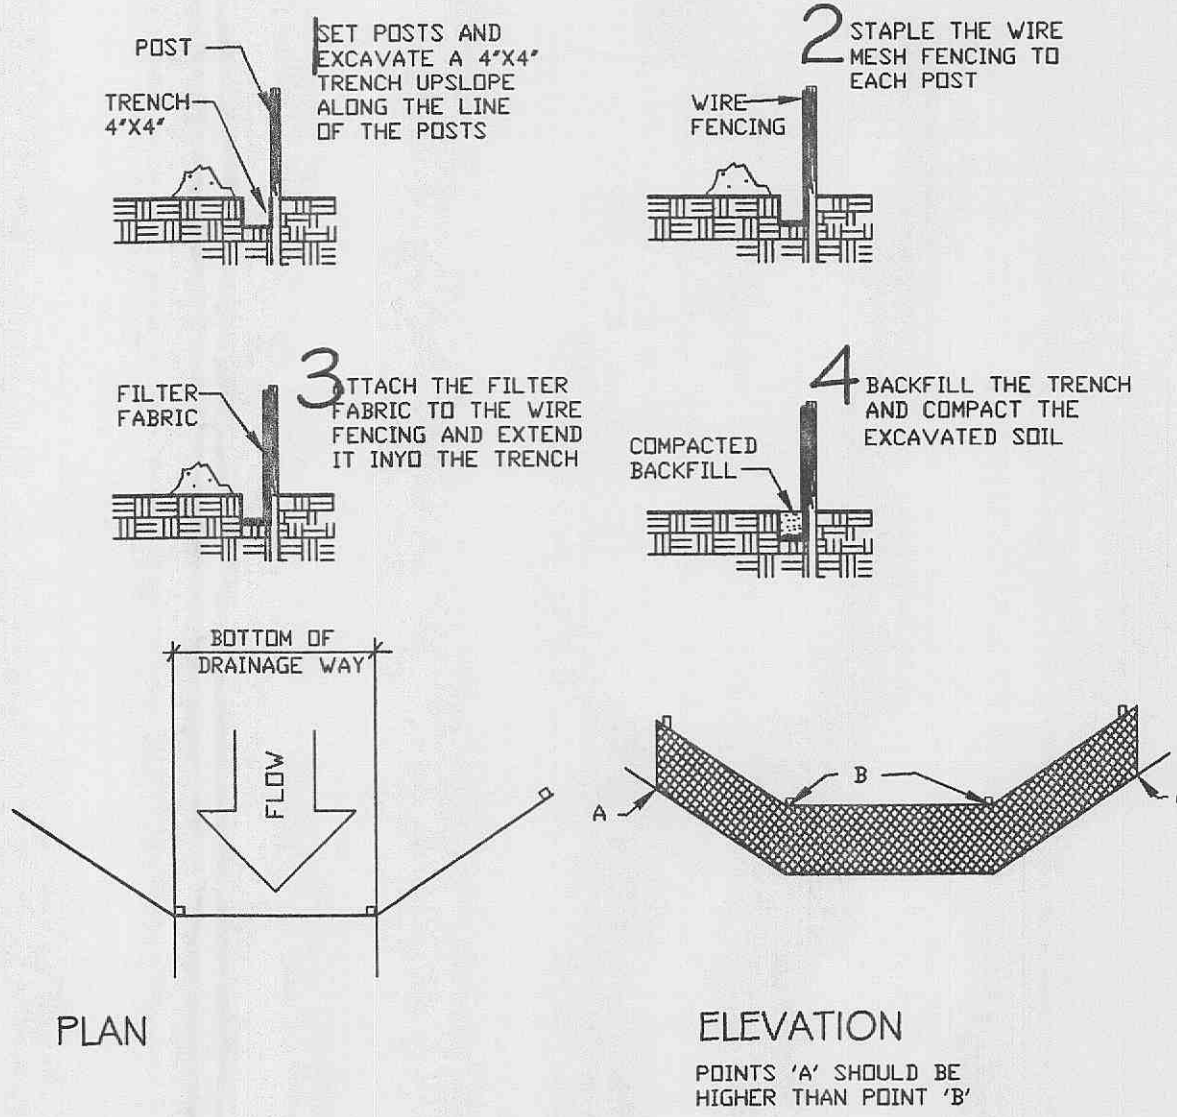 POST
TRENCH
4"X4"
1
SET POSTS AND
EXCAVATE A 4"X4"
TRENCH UPSLOPE
ALONG THE LINE
OF THE POSTS
2
STAPLE THE WIRE
MESH FENCING TO
EACH POST
WIRE
FENCING
FILTER
FABRIC
3
ATTACH THE FILTER
FABRIC TO THE WIRE
FENCING AND EXTEND
IT INYO THE TRENCH
4
BACKFILL THE TRENCH
AND COMPACT THE
EXCAVATED SOIL
COMPACTED
BACKFILL
BOTTOM OF
DRAINAGE WAY
FLOW
PLAN
A
B
ELEVATION
POINTS 'A' SHOULD BE
HIGHER THAN POINT 'B'